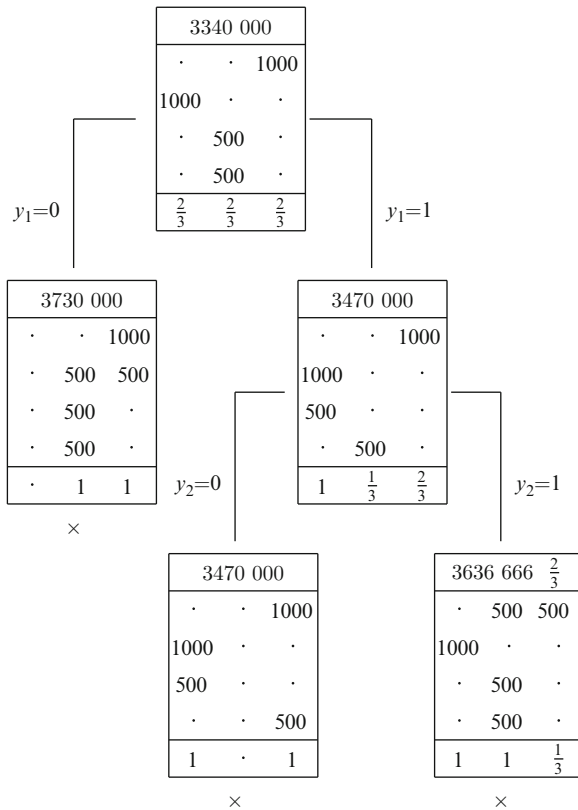 3340 000
· · 1000
1000 · ·
· 500 ·
· 500 ·
2/3 2/3 2/3
y₁=0 y₁=1
3730 000 3470 000
· · 1000 · · 1000
· 500 500 1000 · ·
· 500 · 500 · ·
· 500 · · 500 ·
· 1 1 1 1/3 2/3
× y₂=0 y₂=1
3470 000 3636 666 2/3
· · 1000 · 500 500
1000 · · 1000 · ·
500 · · · 500 ·
· · 500 · 500 ·
1 · 1 1 1 1/3
× ×